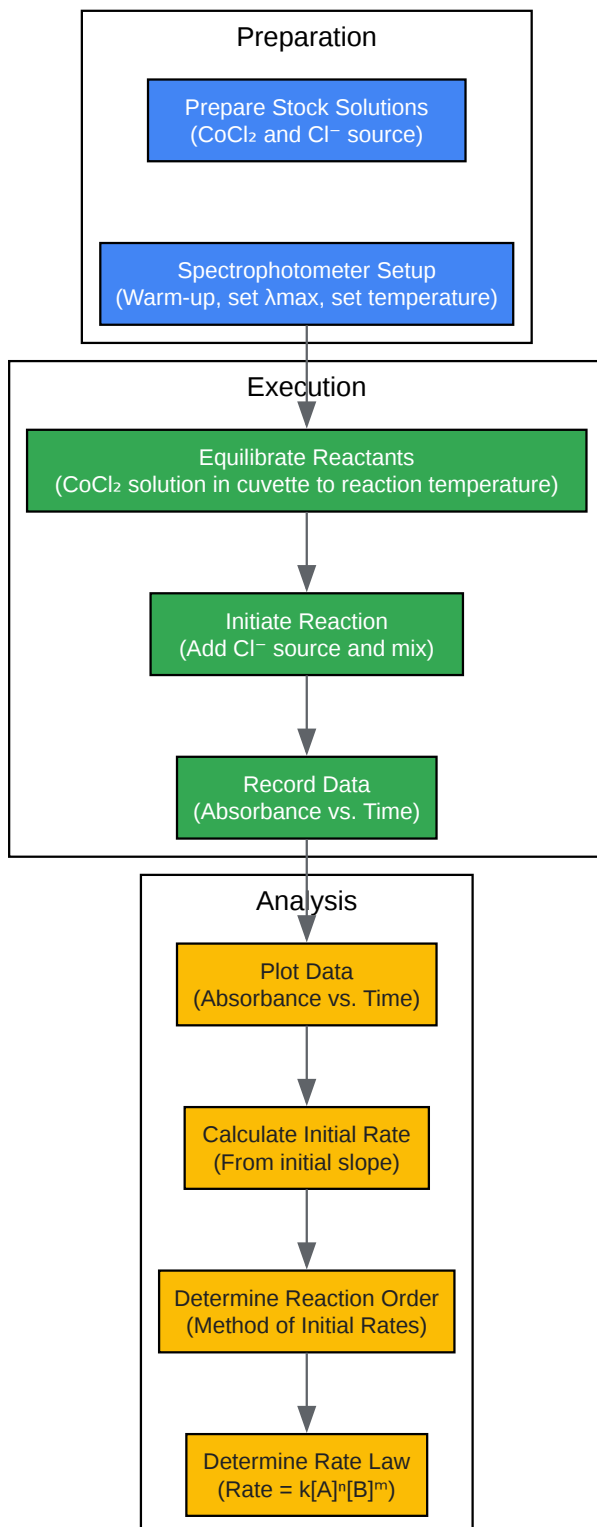 Preparation
Prepare Stock Solutions
(CoCl₂ and Cl⁻ source)
Spectrophotometer Setup
(Warm-up, set λmax, set temperature)
Execution
Equilibrate Reactants
(CoCl₂ solution in cuvette to reaction temperature)
Initiate Reaction
(Add Cl⁻ source and mix)
Record Data
(Absorbance vs. Time)
Analysis
Plot Data
(Absorbance vs. Time)
Calculate Initial Rate
(From initial slope)
Determine Reaction Order
(Method of Initial Rates)
Determine Rate Law
(Rate = k[A]ⁿ[B]ᵐ)